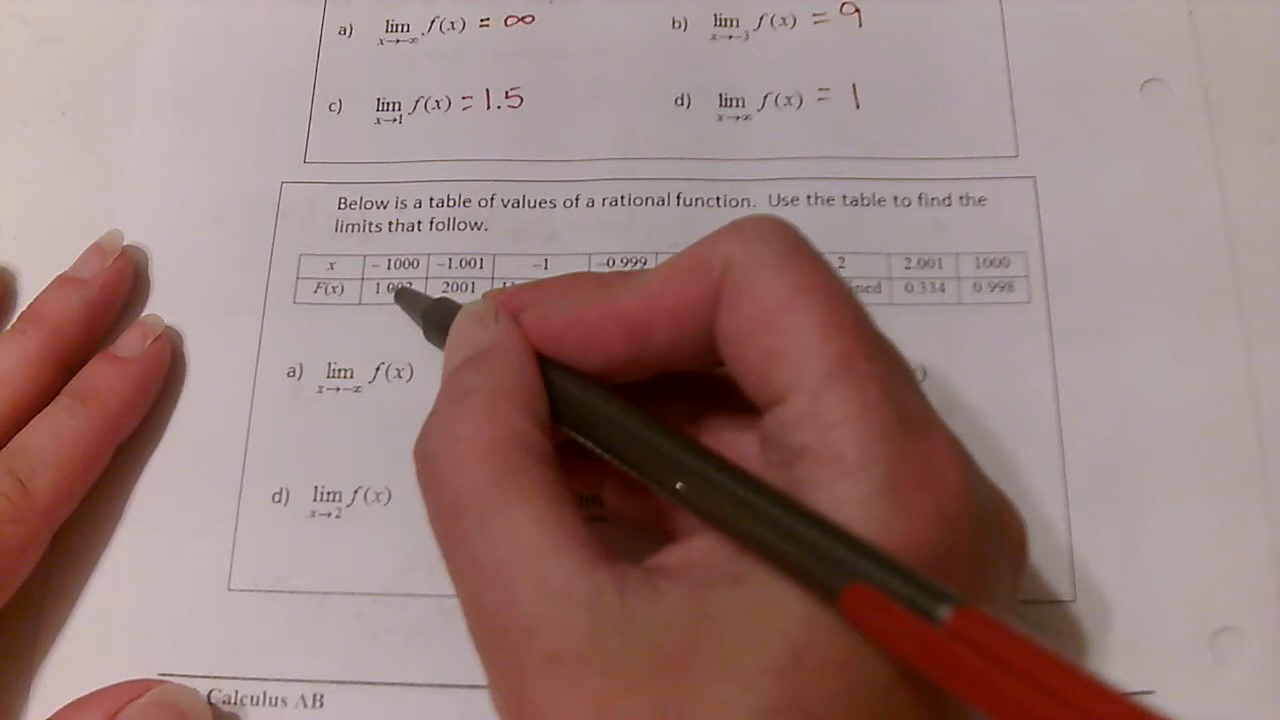 a) lim x→-∞ f(x) = ∞ b) lim x→-3 f(x) = 9
c) lim x→1 f(x) = 1.5 d) lim x→∞ f(x) = 1
Below is a table of values of a rational function. Use the table to find the
limits that follow.
x -1000 -1.001 -1 -0.999 2 2.001 1000
F(x) 2001 0.334 0.998
a) lim x→-∞ f(x)
d) lim x→2 f(x)
Calculus AB